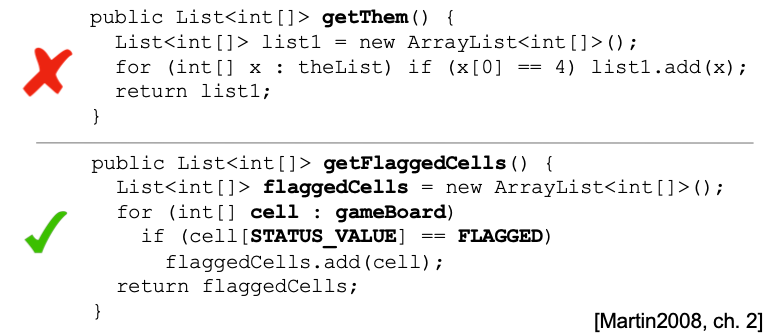 public List<int[]> getThem() {
  List<int[]> list1 = new ArrayList<int[]>();
  for (int[] x : theList) if (x[0] == 4) list1.add(x);
  return list1;
}
public List<int[]> getFlaggedCells() {
  List<int[]> flaggedCells = new ArrayList<int[]>();
  for (int[] cell : gameBoard)
    if (cell[STATUS_VALUE] == FLAGGED)
      flaggedCells.add(cell);
  return flaggedCells;
}
[Martin2008, ch. 2]